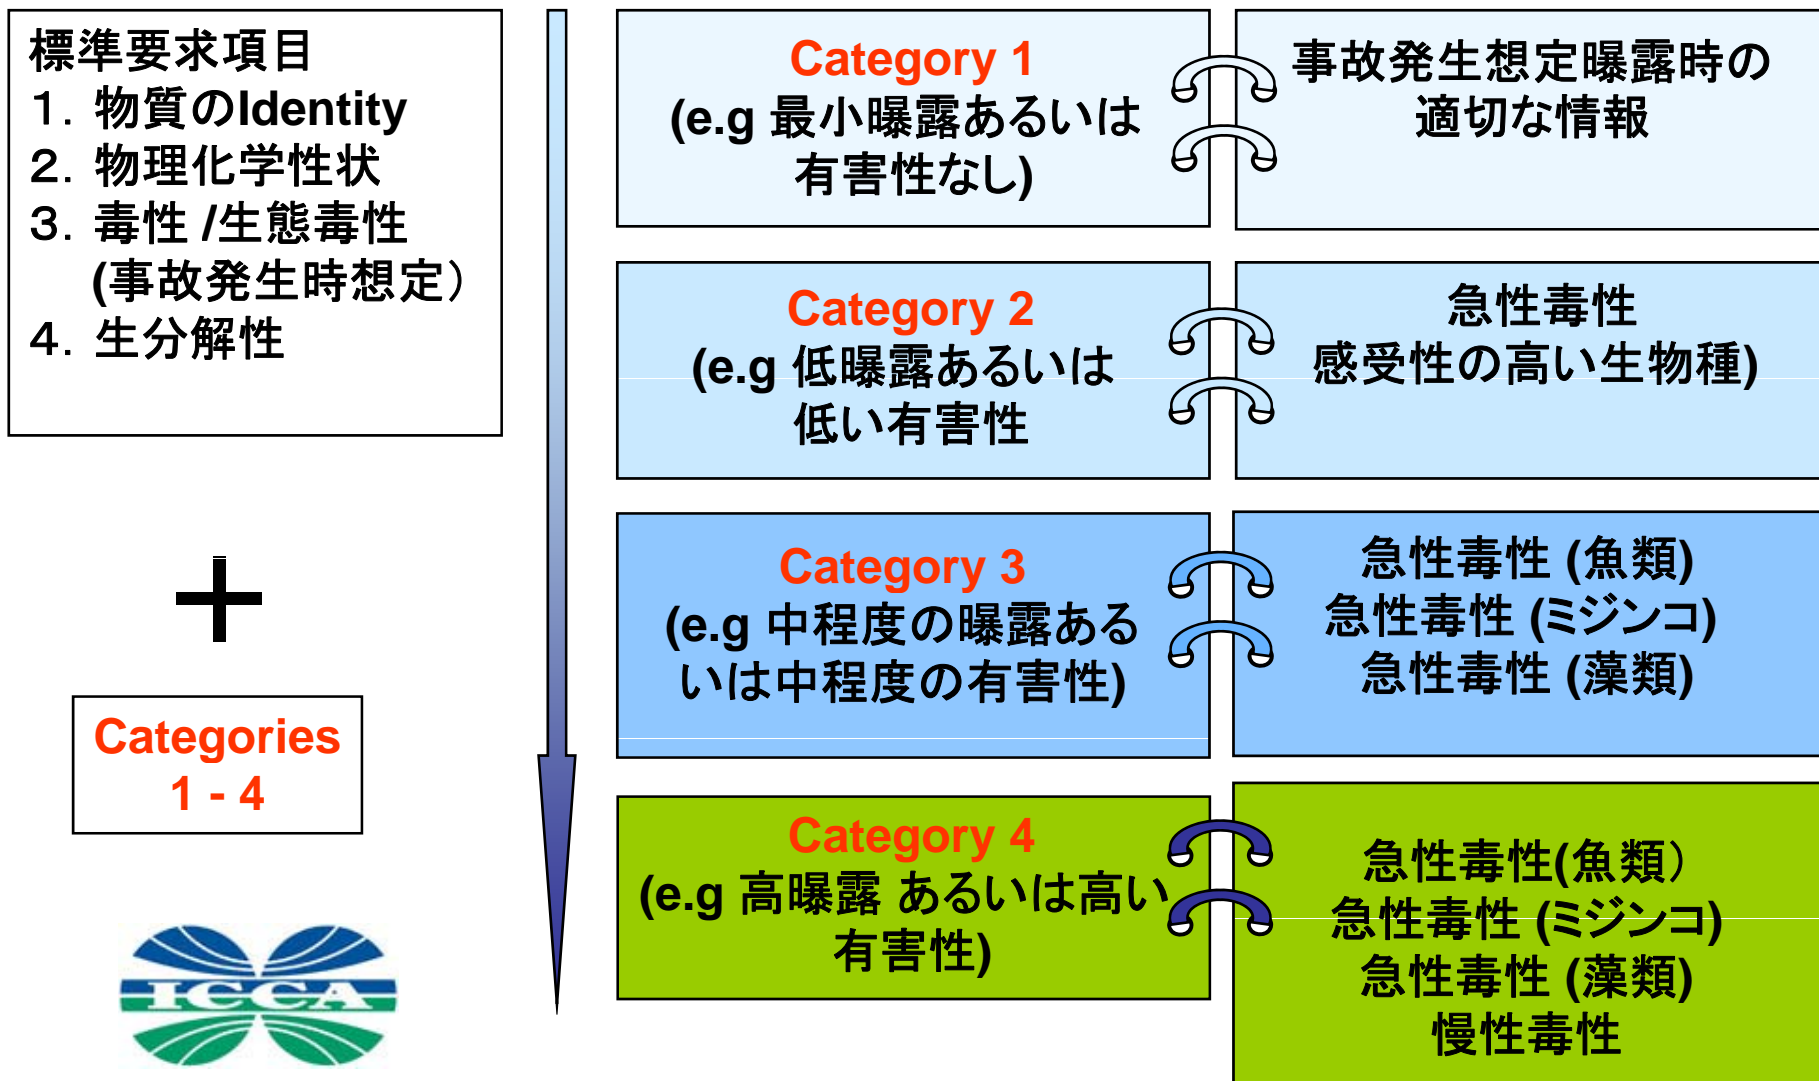 標準要求項目
１．物質のIdentity
２．物理化学性状
３．毒性 /生態毒性
(事故発生時想定）
４．生分解性
Categories
1 - 4
ICCA
Category 1
(e.g 最小曝露あるいは
有害性なし)
事故発生想定曝露時の
適切な情報
Category 2
(e.g 低曝露あるいは
低い有害性
急性毒性
感受性の高い生物種)
Category 3
(e.g 中程度の曝露ある
いは中程度の有害性)
急性毒性 (魚類)
急性毒性 (ミジンコ)
急性毒性 (藻類)
Category 4
(e.g 高曝露 あるいは高い
有害性)
急性毒性(魚類）
急性毒性 (ミジンコ)
急性毒性 (藻類)
慢性毒性